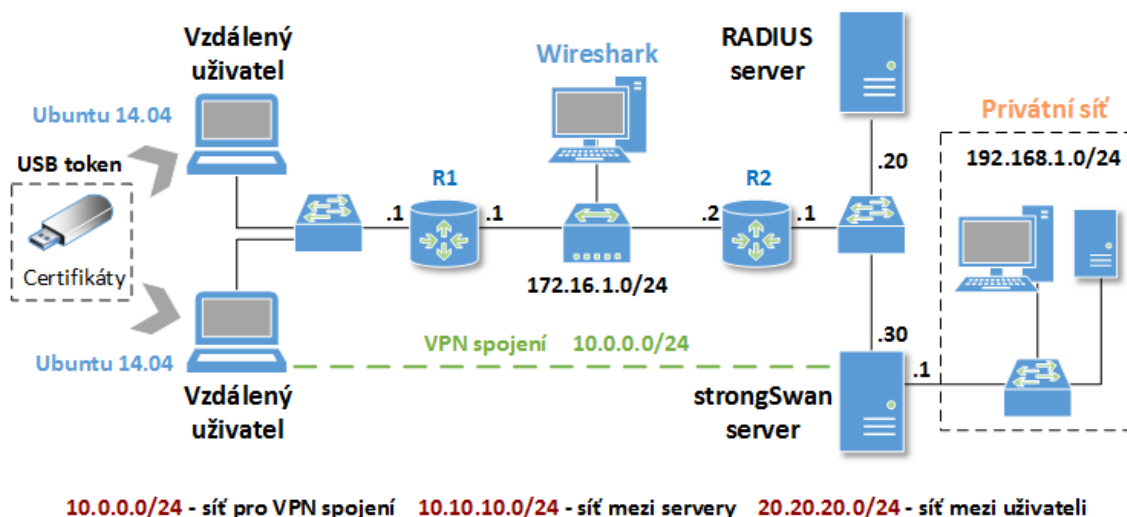 Vzdálený
uživatel
Ubuntu 14.04
USB token
Certifikáty
Ubuntu 14.04
Vzdálený
uživatel
.1
R1
.1
Wireshark
172.16.1.0/24
.2
R2
.1
RADIUS
server
.20
.30
VPN spojení 10.0.0.0/24
strongSwan
server
.1
Privátní síť
192.168.1.0/24
10.0.0.0/24 - síť pro VPN spojení 10.10.10.0/24 - síť mezi servery 20.20.20.0/24 - síť mezi uživateli